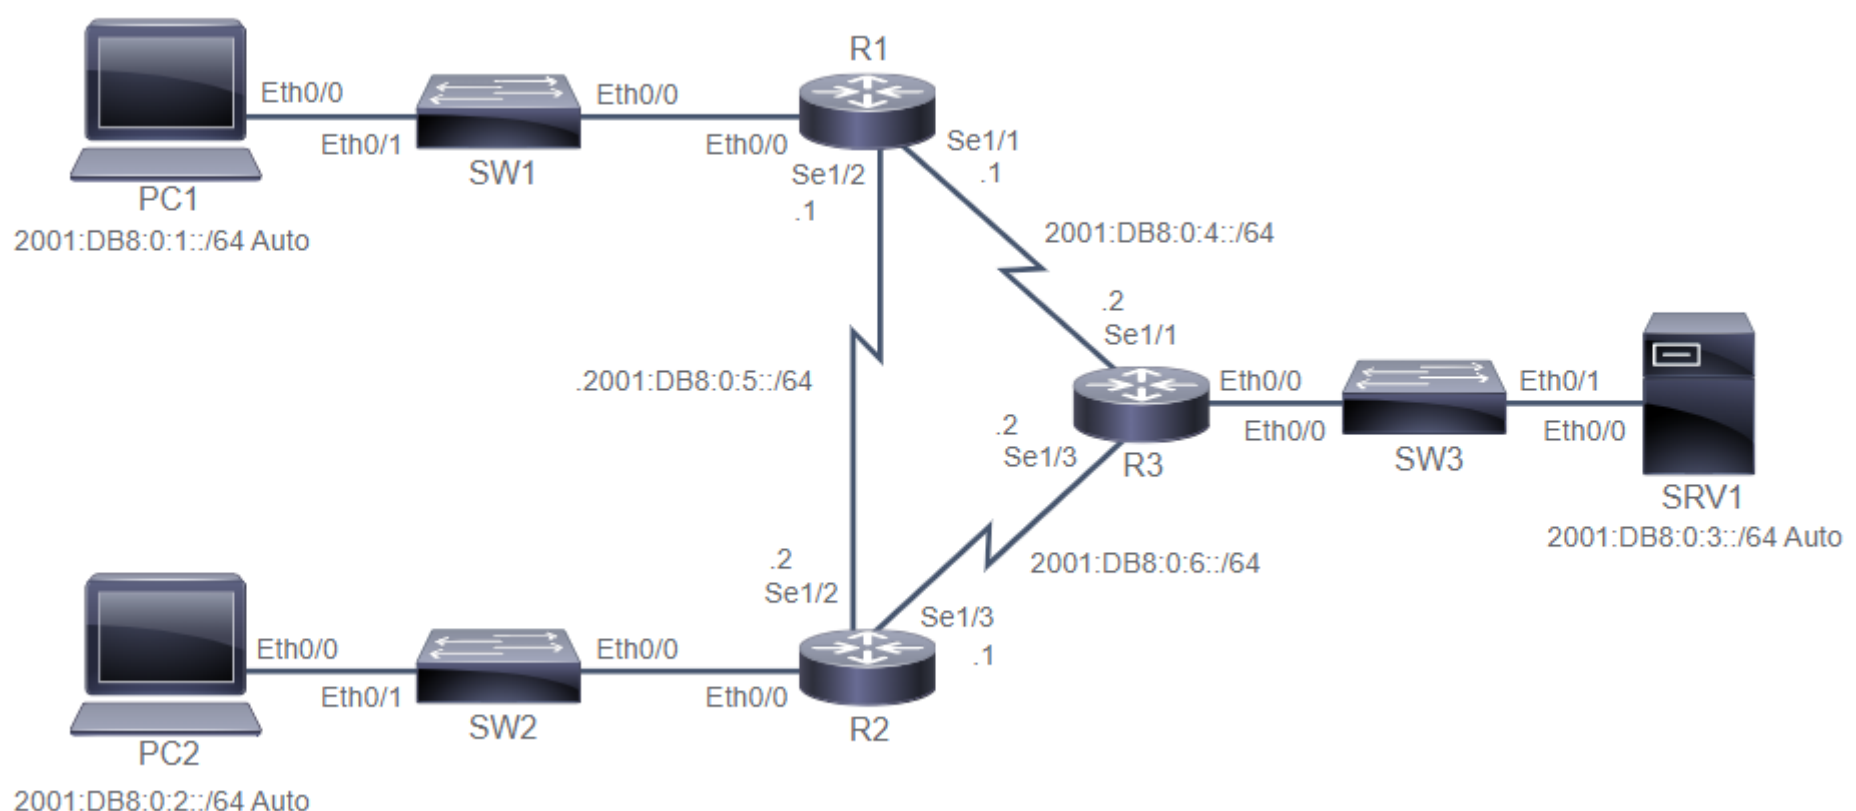 R1
Eth0/0
Eth0/0
Se1/1
Eth0/1
Eth0/0
SW1
Se1/2
.1
PC1
.1
2001:DB8:0:1::/64 Auto
2001:DB8:0:4::/64
.2
Se1/1
.2001:DB8:0:5::/64
Eth0/0
Eth0/1
.2
Eth0/0
Eth0/0
Se1/3
R3
SW3
SRV1
2001:DB8:0:3::/64 Auto
.2
2001:DB8:0:6::/64
Se1/2
Se1/3
Eth0/0
Eth0/0
.1
Eth0/1
Eth0/0
SW2
R2
PC2
2001:DB8:0:2::/64 Auto